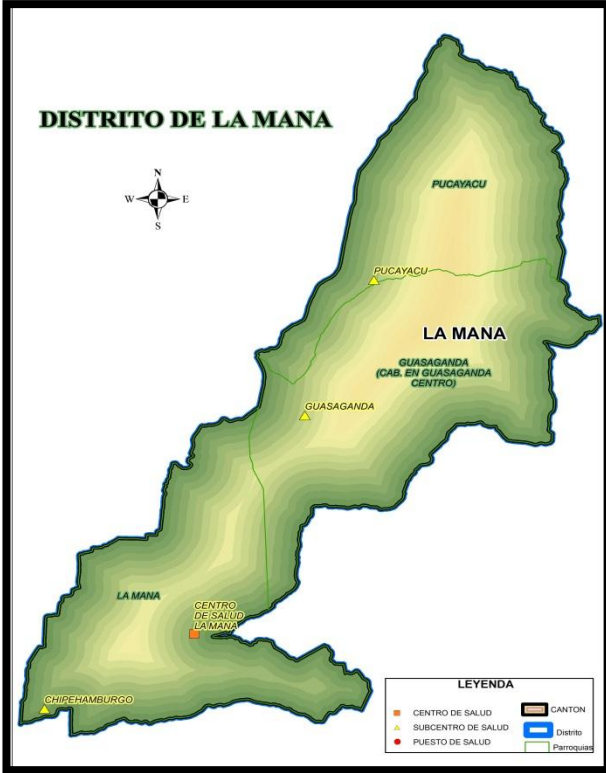 DISTRITO DE LA MANA
N
W
E
S
PUCAYACU
PUCAYACU
LA MANA
GUASAGANDA
(CAB. EN GUASAGANDA
CENTRO)
GUASAGANDA
LA MANA
CENTRO
DE SALUD
LA MANA
CHIPEHAMBURGO
LEYENDA
CENTRO DE SALUD
SUBCENTRO DE SALUD
PUESTO DE SALUD
CANTON
Distrito
Parroquias